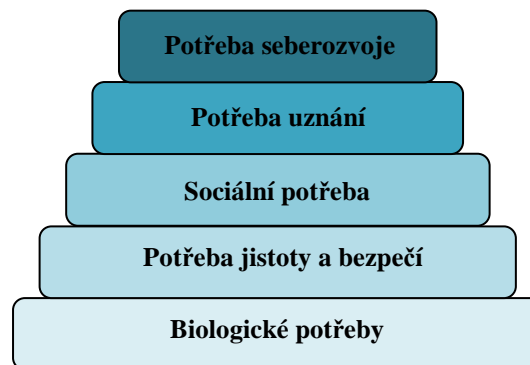 Potřeba seberozvoje
Potřeba uznání
Sociální potřeba
Potřeba jistoty a bezpečí
Biologické potřeby